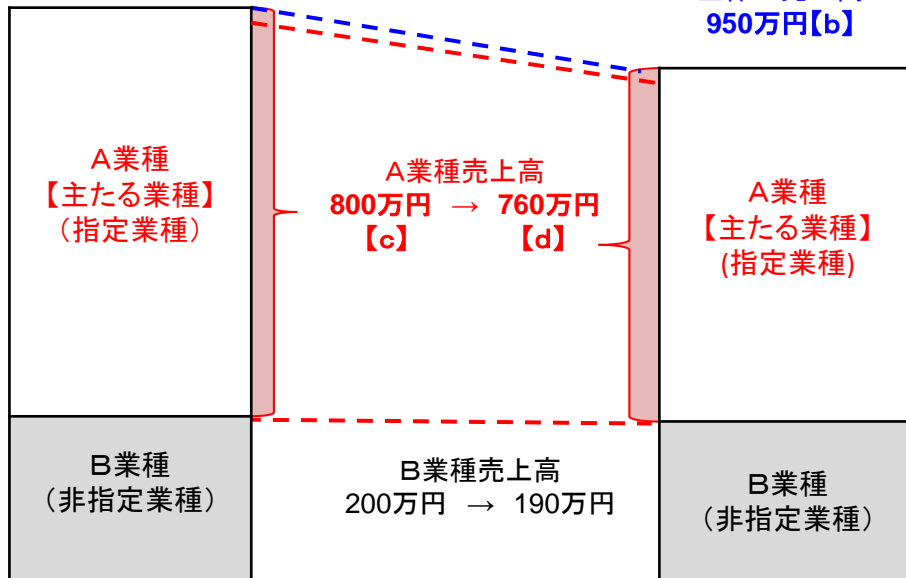 950万円【b】
A業種
【主たる業種】
（指定業種）
A業種売上高
800万円 → 760万円
【c】 【d】
A業種
【主たる業種】
(指定業種)
B業種
（非指定業種）
B業種売上高
200万円 → 190万円
B業種
（非指定業種）